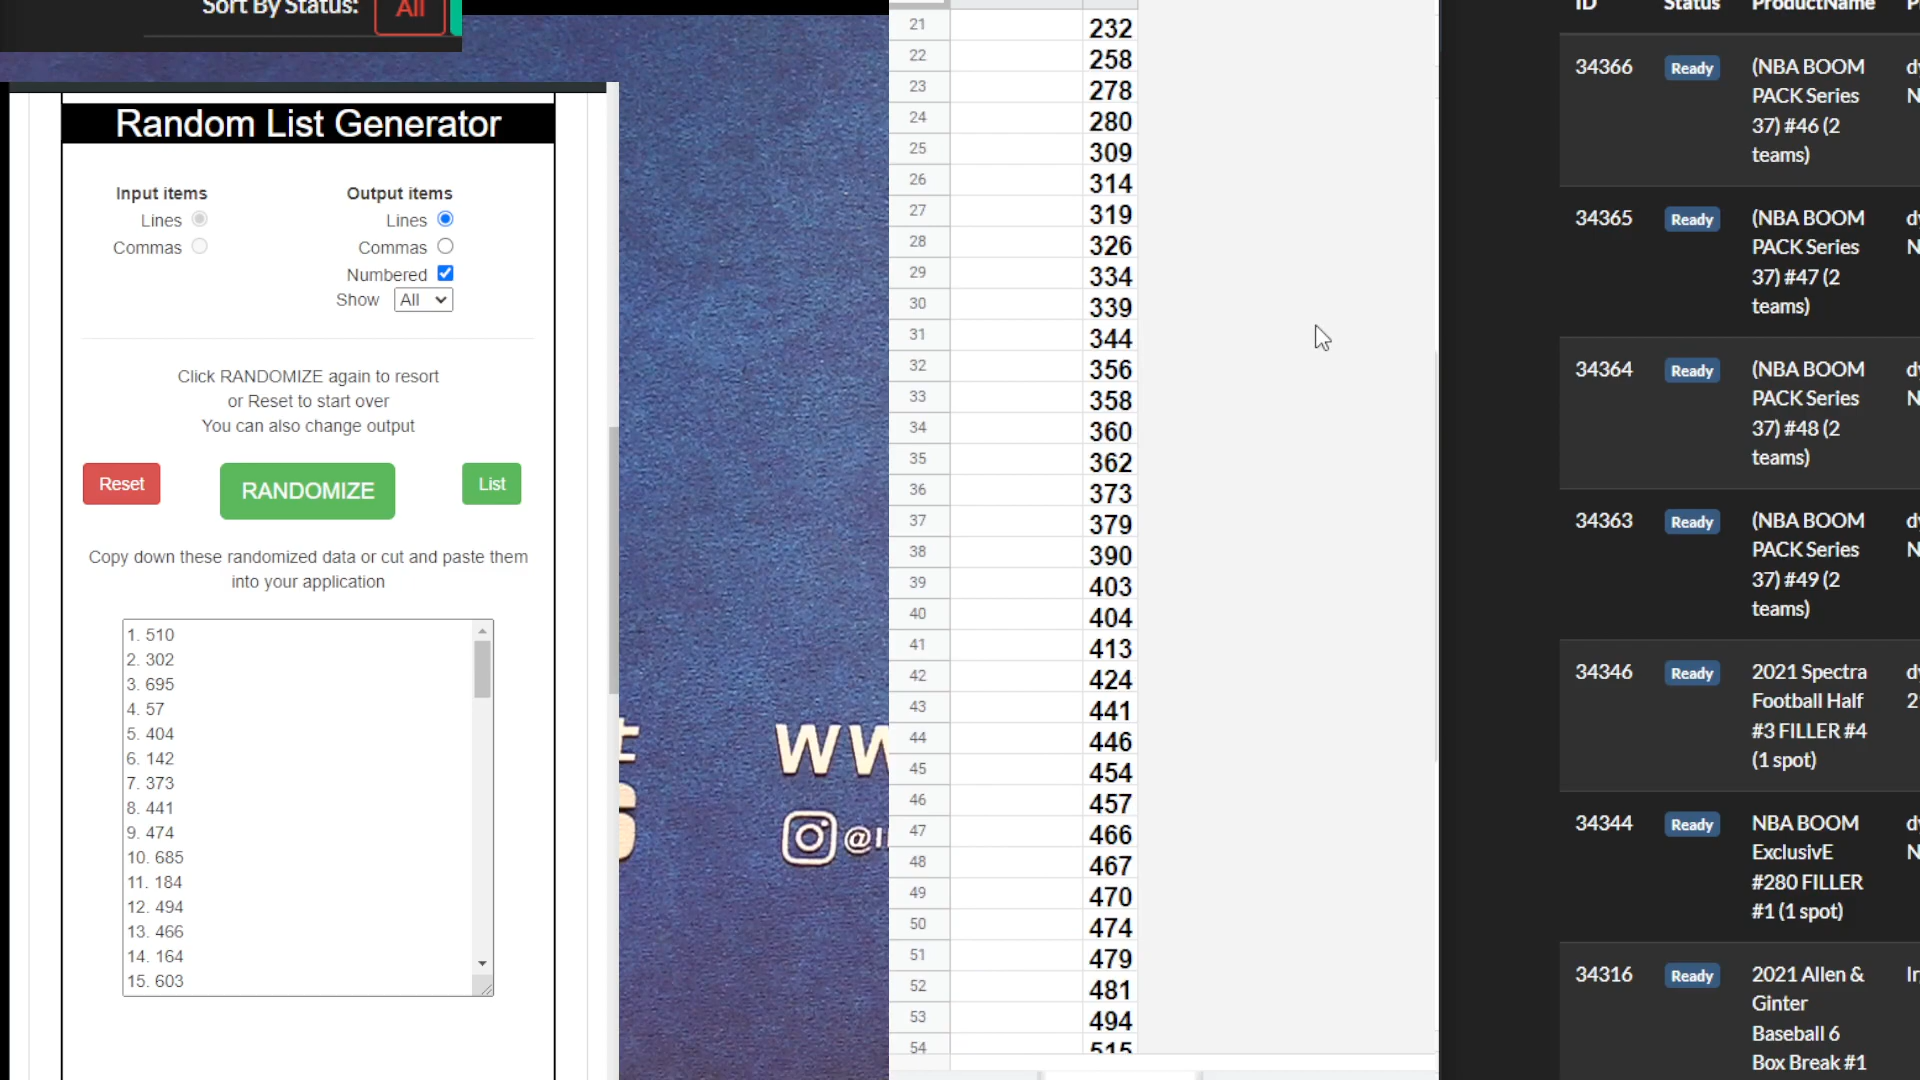 Sort By Status:
All
Random List Generator
Input items
Output items
Lines
Lines
Commas
Commas
Numbered
Show All
Click RANDOMIZE again to resort
or Reset to start over
You can also change output
Reset
RANDOMIZE
List
Copy down these randomized data or cut and paste them
into your application
1. 510
2. 302
3. 695
4. 57
5. 404
6. 142
7. 373
8. 441
9. 474
10. 685
11. 184
12. 494
13. 466
14. 164
15. 603
21 232
22 258
23 278
24 280
25 309
26 314
27 319
28 326
29 334
30 339
31 344
32 356
33 358
34 360
35 362
36 373
37 379
38 390
39 403
40 404
41 413
42 424
43 441
44 446
45 454
46 457
47 466
48 467
49 470
50 474
51 479
52 481
53 494
54 515
ID Status ProductName
34366 Ready (NBA BOOM
PACK Series
37) #46 (2
teams)
34365 Ready (NBA BOOM
PACK Series
37) #47 (2
teams)
34364 Ready (NBA BOOM
PACK Series
37) #48 (2
teams)
34363 Ready (NBA BOOM
PACK Series
37) #49 (2
teams)
34346 Ready 2021 Spectra
Football Half
#3 FILLER #4
(1 spot)
34344 Ready NBA BOOM
ExclusivE
#280 FILLER
#1 (1 spot)
34316 Ready 2021 Allen &
Ginter
Baseball 6
Box Break #1